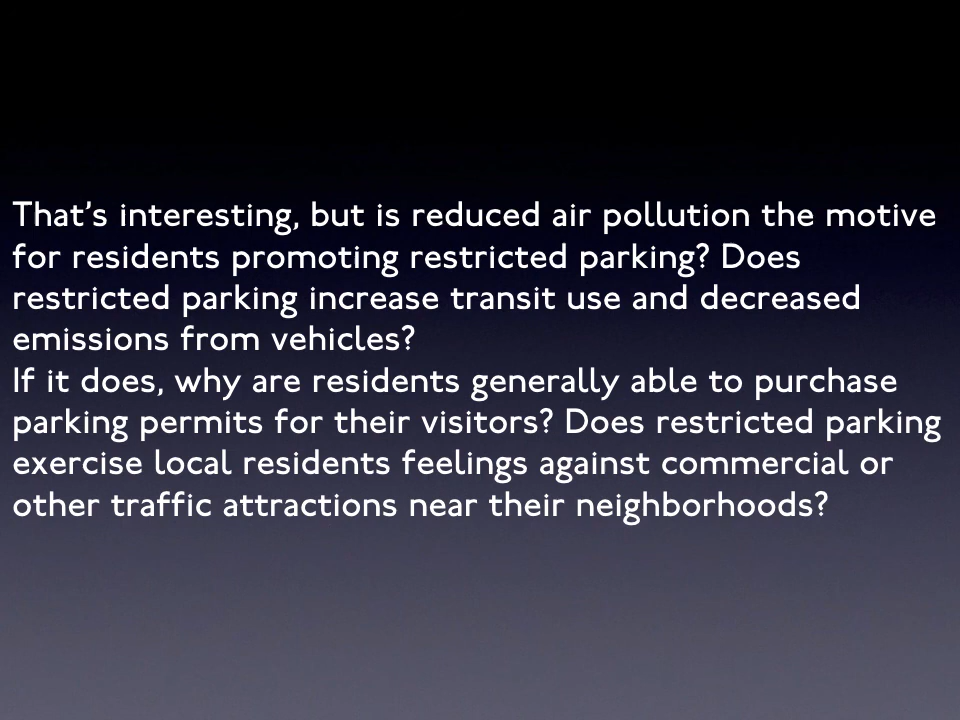 That’s interesting, but is reduced air pollution the motive
for residents promoting restricted parking? Does
restricted parking increase transit use and decreased
emissions from vehicles?
If it does, why are residents generally able to purchase
parking permits for their visitors? Does restricted parking
exercise local residents feelings against commercial or
other traffic attractions near their neighborhoods?